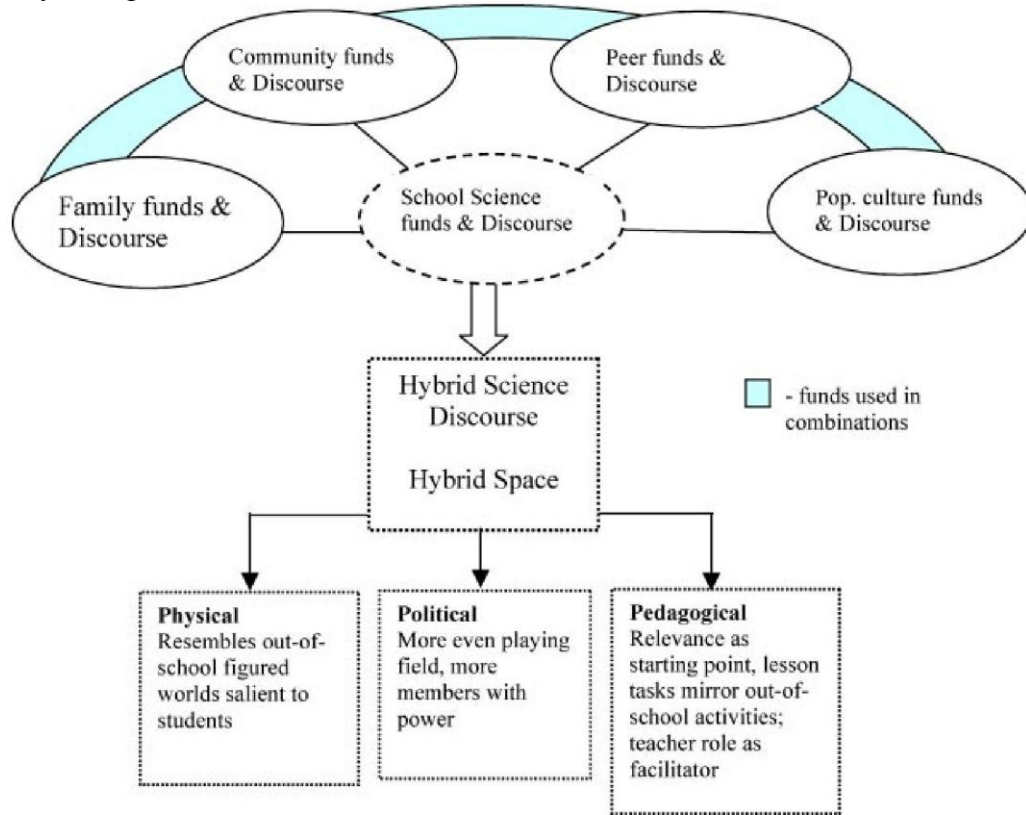 Community funds
& Discourse
Peer funds &
Discourse
Family funds &
Discourse
School Science
funds & Discourse
Pop. culture funds
& Discourse
Hybrid Science
Discourse
Hybrid Space
- funds used in
combinations
Physical
Resembles out-of-
school figured
worlds salient to
students
Political
More even playing
field, more
members with
power
Pedagogical
Relevance as
starting point, lesson
tasks mirror out-of-
school activities;
teacher role as
facilitator